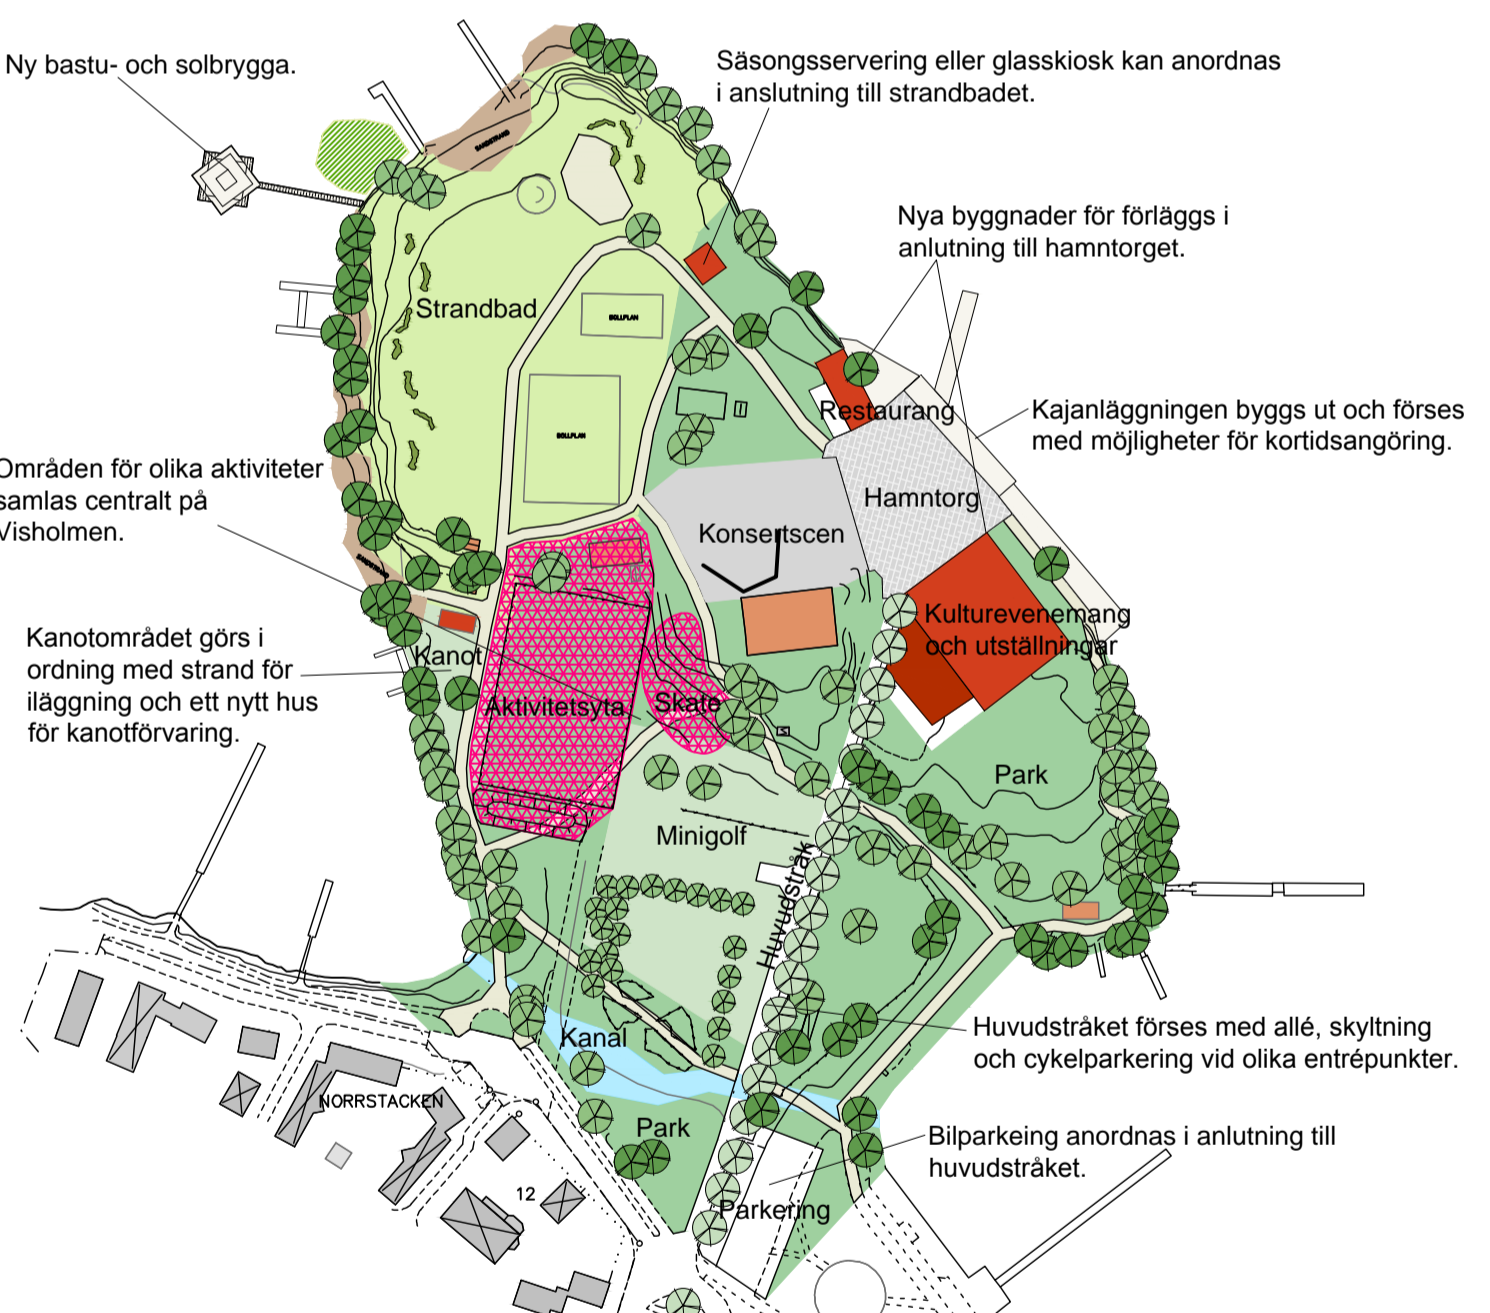 Ny bastu- och solbrygga.
Säsongsservering eller glasskiosk kan anordnas
i anslutning till strandbadet.
SANDSTRAND
Nya byggnader för förläggs i
anlutning till hamntorget.
Strandbad
BOLLPLAN
Restaurang
Kajanläggningen byggs ut och förses
med möjligheter för kortidsangöring.
BOLLPLAN
Områden för olika aktiviteter
samlas centralt på
Visholmen.
Hamntorg
Konsertscen
SANDSTRAND
Kulturevenemang
och utställningar
Kanotområdet görs i
ordning med strand för
iläggning och ett nytt hus
för kanotförvaring.
Kanot
Aktivitetsyta
Skate
Park
Minigolf
Huvudstråk
Kanal
Huvudstråket förses med allé, skyltning
och cykelparkering vid olika entrépunkter.
NORRSTACKEN
Park
Bilparkeing anordnas i anlutning till
huvudstråket.
12
Parkering